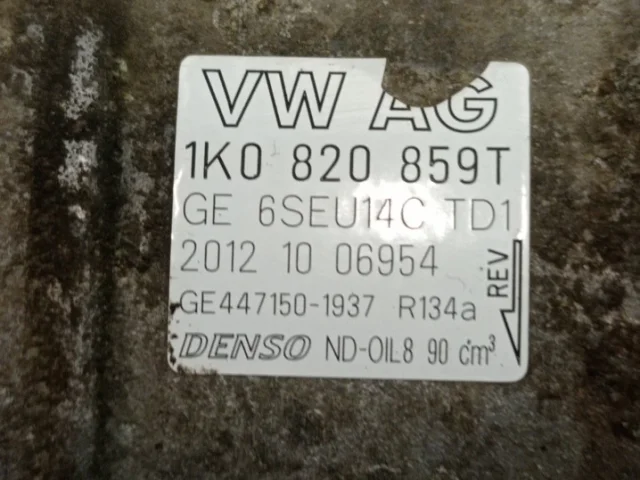 VW AG
1K0 820 859T
GE 6SEU14C TD1
2012 10 06954
REV
GE447150-1937 R134a
DENSO ND-OIL8 90 cm³